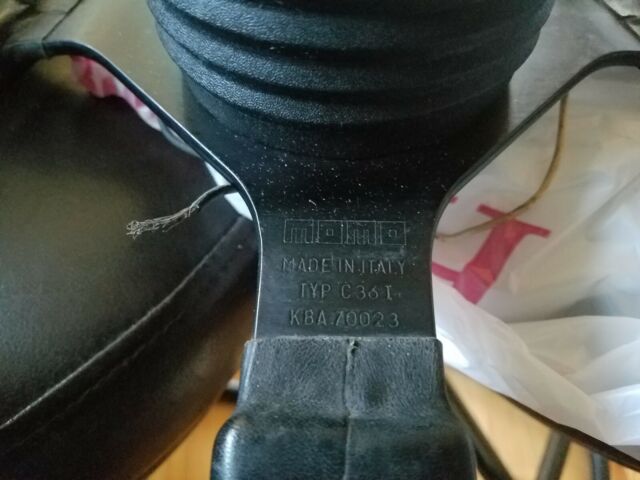 momo
MADE IN ITALY
TYP C36 I
KBA 70023